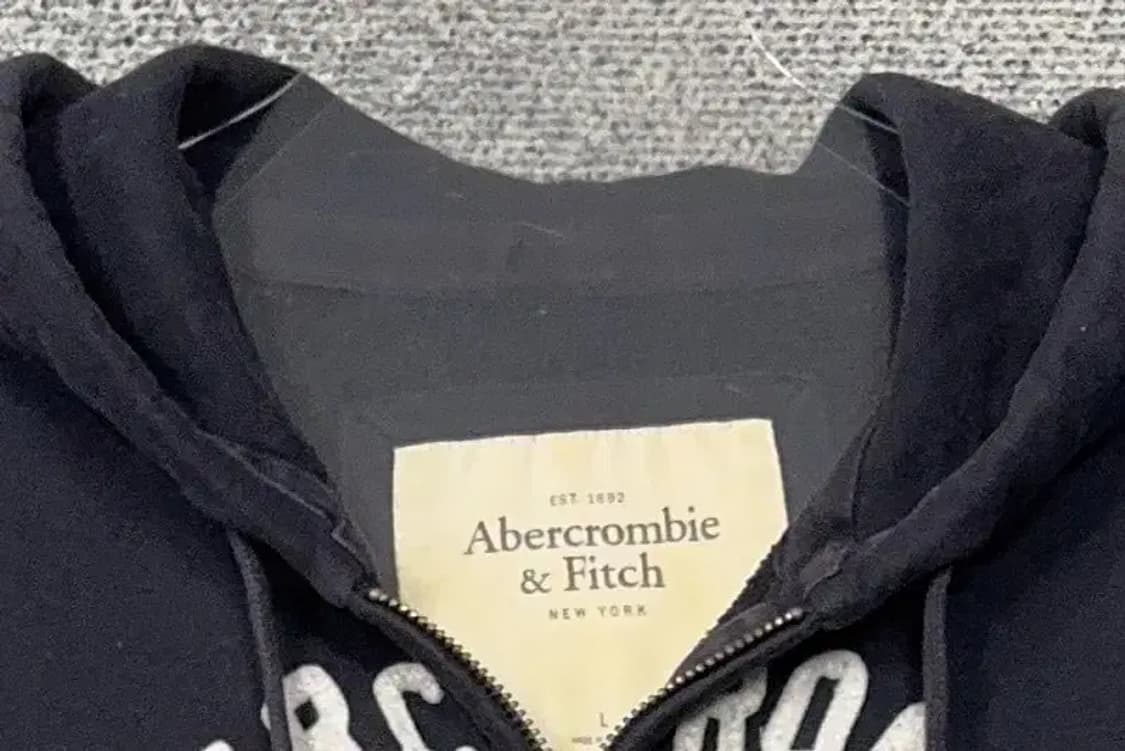 EST. 1892
Abercrombie
& Fitch
NEW YORK
L